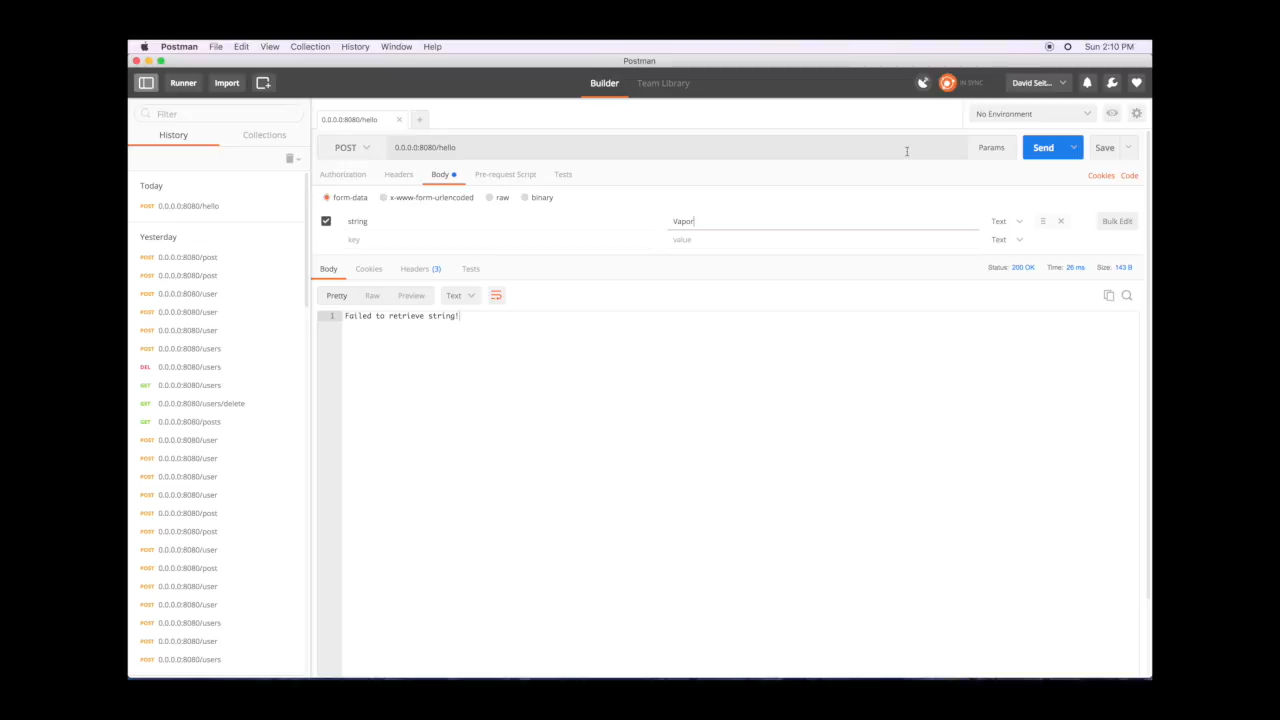 Postman File Edit View Collection History Window Help Sun 2:10 PM
Postman
Runner Import Builder Team Library IN SYNC David Seit...
Filter 0.0.0.0:8080/hello No Environment
History Collections POST 0.0.0.0:8080/hello Params Send Save
Authorization Headers Body Pre-request Script Tests Cookies Code
form-data x-www-form-urlencoded raw binary
string Vapor Text Bulk Edit
key value Text
Body Cookies Headers (3) Tests Status: 200 OK Time: 26 ms Size: 143 B
Pretty Raw Preview Text
1 Failed to retrieve string!
Today
POST 0.0.0.0:8080/hello
Yesterday
POST 0.0.0.0:8080/post
POST 0.0.0.0:8080/post
POST 0.0.0.0:8080/user
POST 0.0.0.0:8080/user
POST 0.0.0.0:8080/user
POST 0.0.0.0:8080/users
DEL 0.0.0.0:8080/users
GET 0.0.0.0:8080/users
GET 0.0.0.0:8080/users/delete
GET 0.0.0.0:8080/posts
POST 0.0.0.0:8080/user
POST 0.0.0.0:8080/user
POST 0.0.0.0:8080/user
POST 0.0.0.0:8080/user
POST 0.0.0.0:8080/post
POST 0.0.0.0:8080/post
POST 0.0.0.0:8080/user
POST 0.0.0.0:8080/post
POST 0.0.0.0:8080/user
POST 0.0.0.0:8080/user
POST 0.0.0.0:8080/users
POST 0.0.0.0:8080/user
POST 0.0.0.0:8080/users